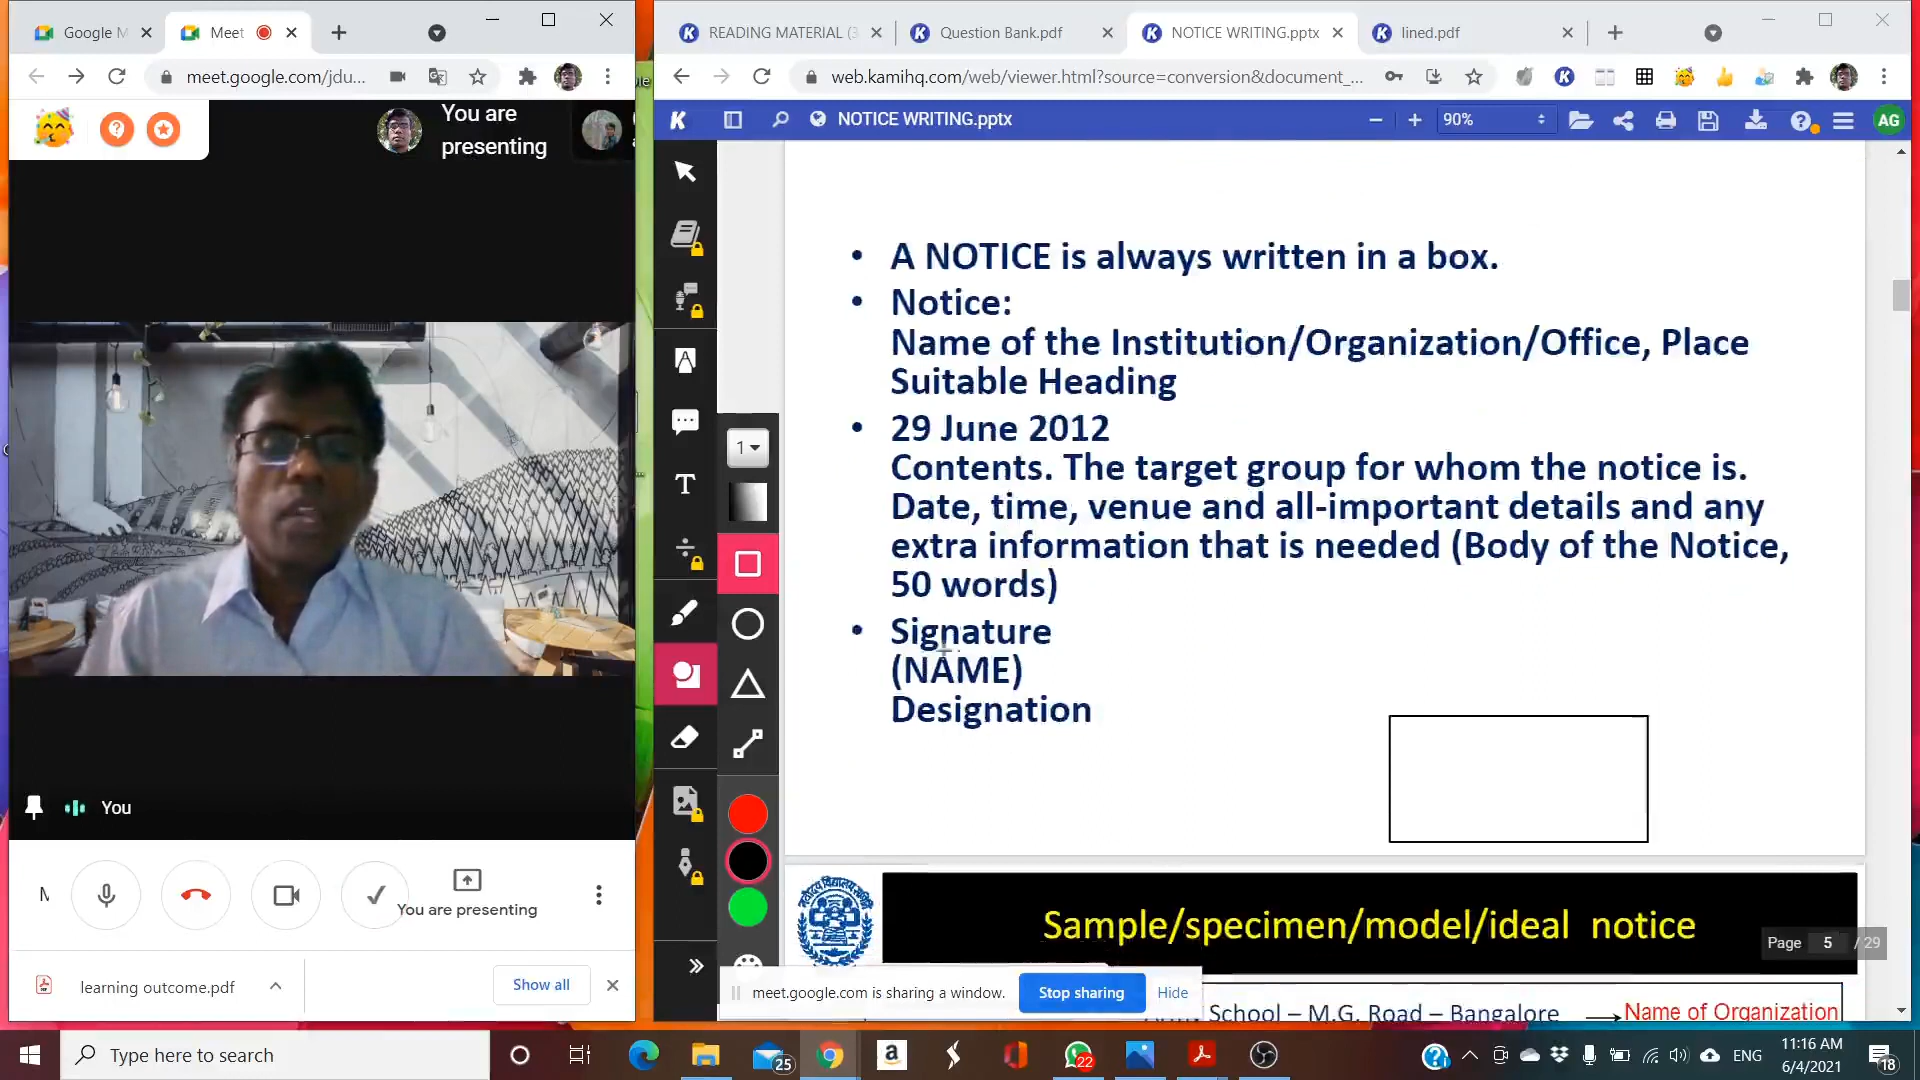 Google M
Meet
meet.google.com/jdu...
You are
presenting
You
M
You are presenting
learning outcome.pdf
Show all
READING MATERIAL (3
Question Bank.pdf
NOTICE WRITING.pptx
lined.pdf
web.kamihq.com/web/viewer.html?source=conversion&document_...
NOTICE WRITING.pptx
90%
AG
T
1
• A NOTICE is always written in a box.
• Notice:
Name of the Institution/Organization/Office, Place
Suitable Heading
• 29 June 2012
Contents. The target group for whom the notice is.
Date, time, venue and all-important details and any
extra information that is needed (Body of the Notice,
50 words)
• Signature
(NAME)
Designation
Sample/specimen/model/ideal notice
Page 5 / 29
School – M.G. Road – Bangalore
Name of Organization
meet.google.com is sharing a window.
Stop sharing
Hide
Type here to search
25
22
ENG
11:16 AM
6/4/2021
18